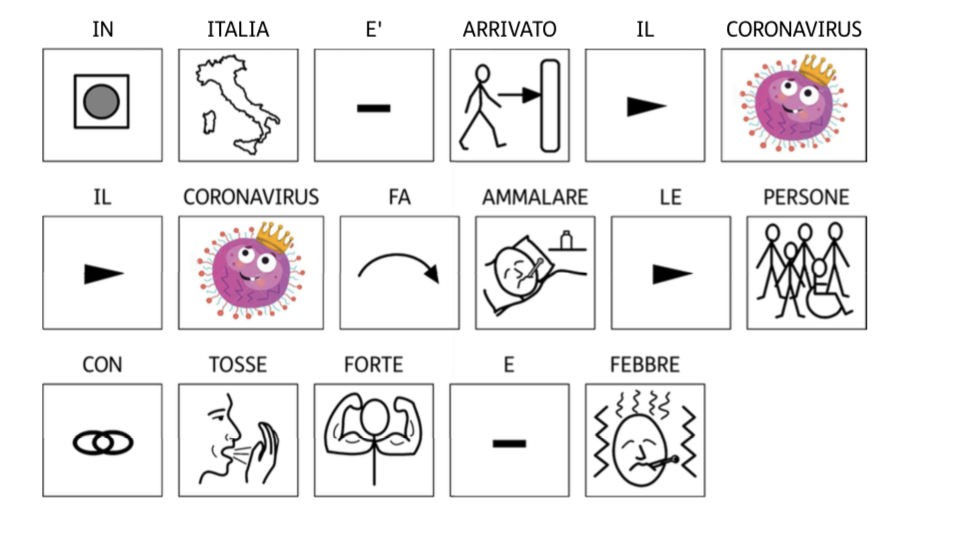 IN ITALIA E' ARRIVATO IL CORONAVIRUS
IL CORONAVIRUS FA AMMALARE LE PERSONE
CON TOSSE FORTE E FEBBRE